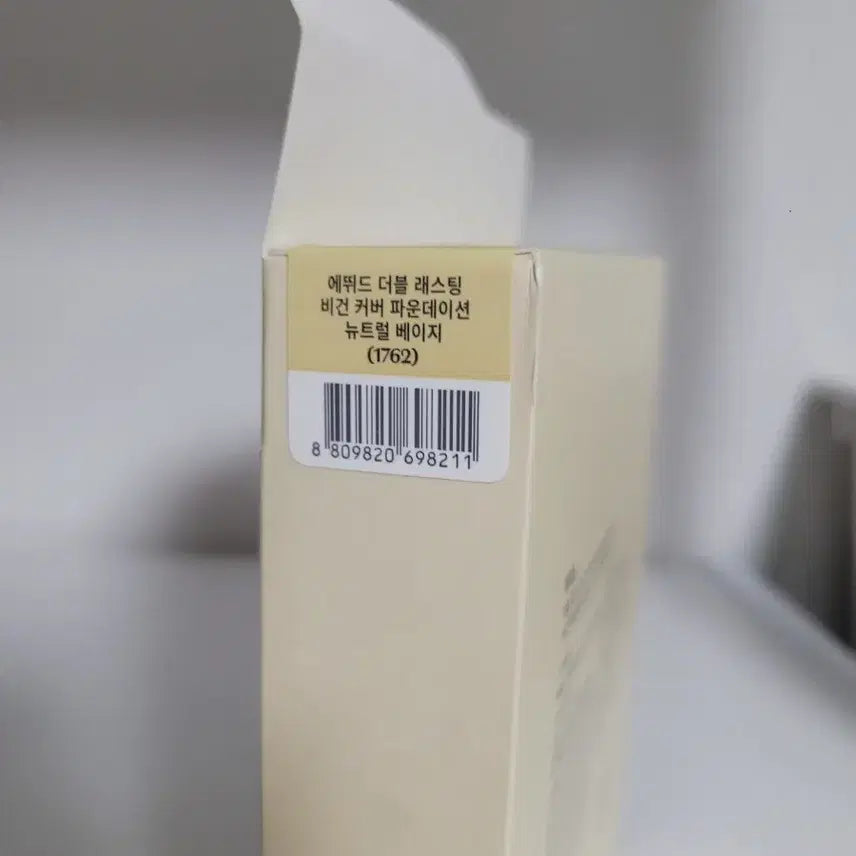 에뛰드 더블 래스팅
비건 커버 파운데이션
뉴트럴 베이지
(1762)
8 809820 698211